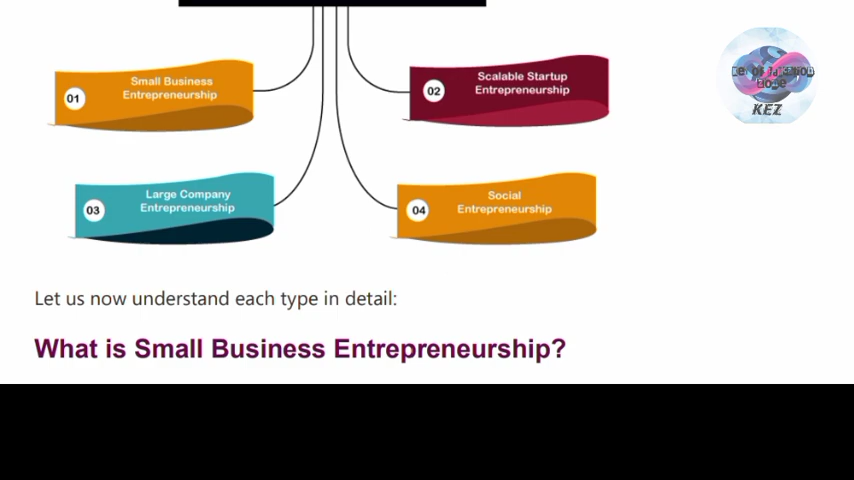 01
Small Business
Entrepreneurship
02
Scalable Startup
Entrepreneurship
03
Large Company
Entrepreneurship
04
Social
Entrepreneurship
KEZ
Let us now understand each type in detail:
What is Small Business Entrepreneurship?